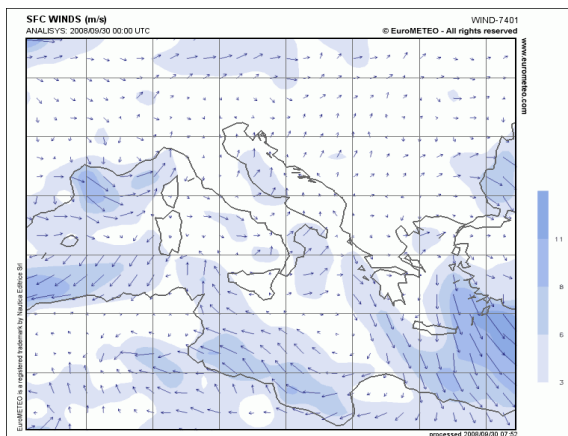 SFC WINDS (m/s)
WIND-7401
ANALISYS: 2008/09/30 00:00 UTC
© EuroMETEO - All rights reserved
www.eurometeo.com
EuroMETEO is a registered trademark by Nautica Editrice Srl
11
8
6
3
processed 2008/09/30 07:52